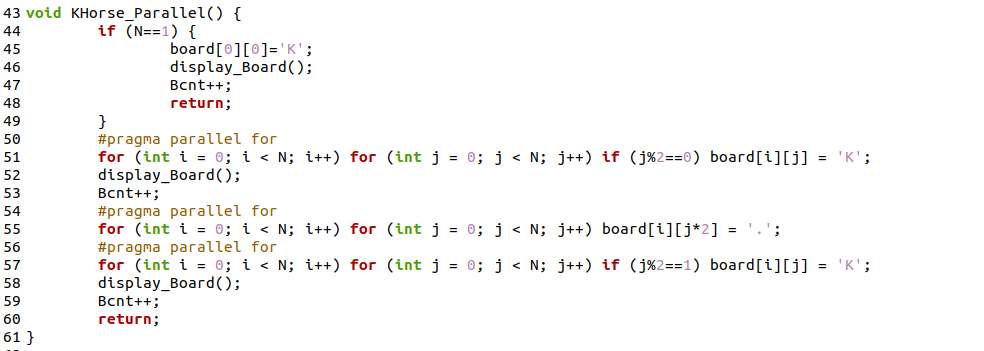 43 void KHorse_Parallel() {
44         if (N==1) {
45                 board[0][0]='K';
46                 display_Board();
47                 Bcnt++;
48                 return;
49         }
50         #pragma parallel for
51         for (int i = 0; i < N; i++) for (int j = 0; j < N; j++) if (j%2==0) board[i][j] = 'K';
52         display_Board();
53         Bcnt++;
54         #pragma parallel for
55         for (int i = 0; i < N; i++) for (int j = 0; j < N; j++) board[i][j*2] = '.';
56         #pragma parallel for
57         for (int i = 0; i < N; i++) for (int j = 0; j < N; j++) if (j%2==1) board[i][j] = 'K';
58         display_Board();
59         Bcnt++;
60         return;
61 }